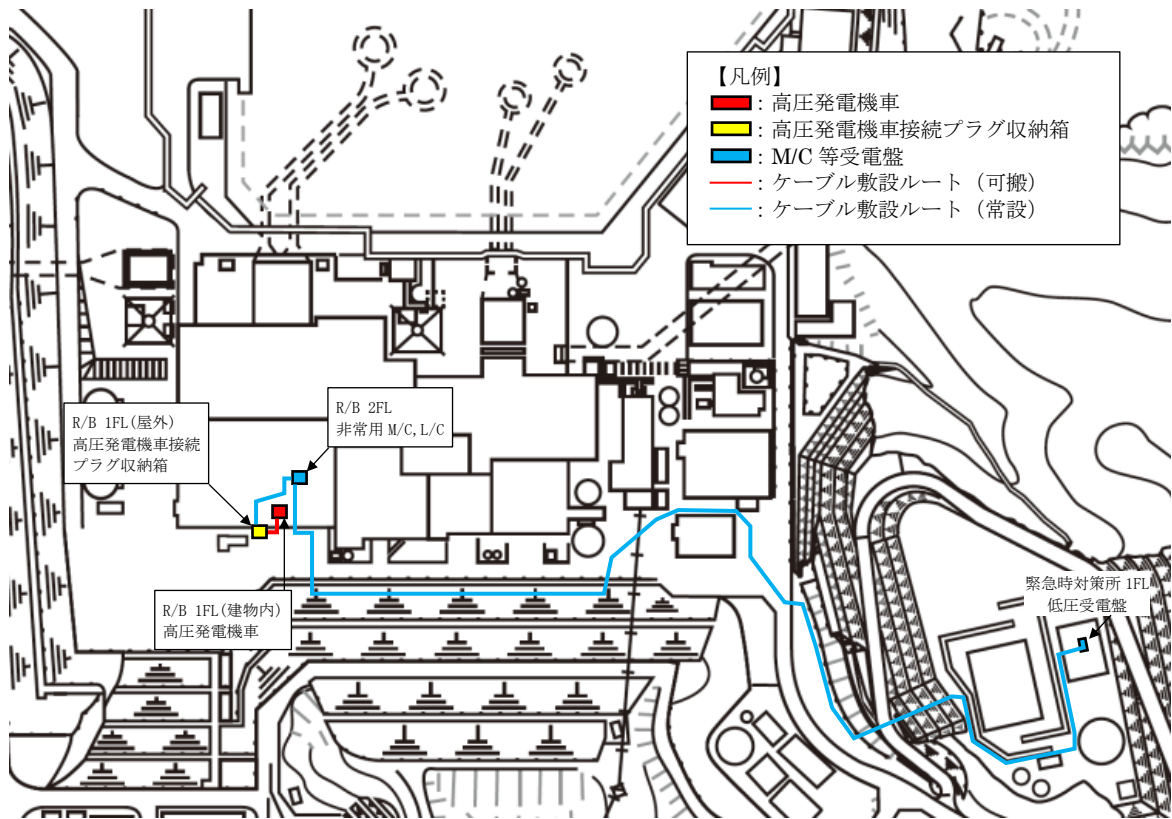 【凡例】
：高圧発電機車
：高圧発電機車接続プラグ収納箱
：M/C 等受電盤
：ケーブル敷設ルート（可搬）
：ケーブル敷設ルート（常設）
R/B 1FL(屋外)
高圧発電機車接続
プラグ収納箱
R/B 2FL
非常用 M/C, L/C
R/B 1FL(建物内)
高圧発電機車
緊急時対策所 1FL
低圧受電盤